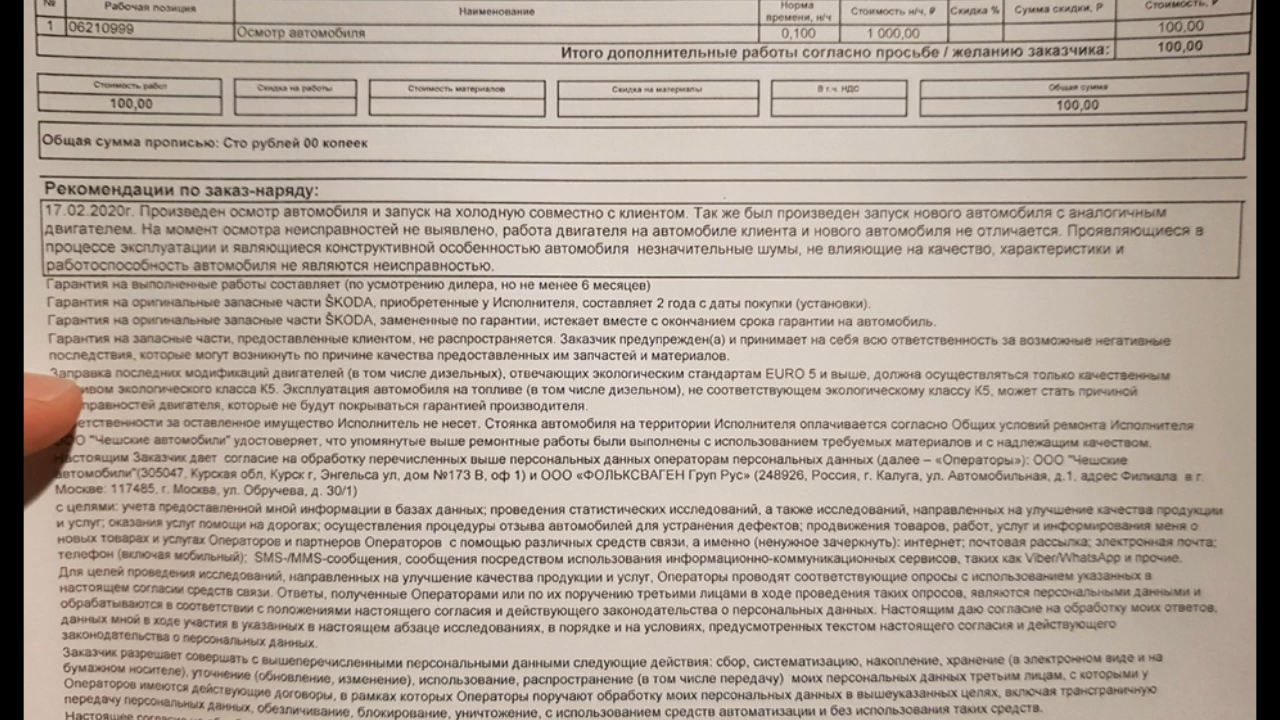 № Рабочая позиция Наименование Норма времени, н/ч Стоимость н/ч, ₽ Скидка % Сумма скидки, Р Стоимость, ₽
1 06210999 Осмотр автомобиля 0,100 1 000,00 100,00
Итого дополнительные работы согласно просьбе / желанию заказчика: 100,00
Стоимость работ Скидка на работы Стоимость материалов Скидка на материалы В т.ч. НДС Общая сумма
100,00 100,00
Общая сумма прописью: Сто рублей 00 копеек
Рекомендации по заказ-наряду:
17.02.2020г. Произведен осмотр автомобиля и запуск на холодную совместно с клиентом. Так же был произведен запуск нового автомобиля с аналогичным
двигателем. На момент осмотра неисправностей не выявлено, работа двигателя на автомобиле клиента и нового автомобиля не отличается. Проявляющиеся в
процессе эксплуатации и являющиеся конструктивной особенностью автомобиля незначительные шумы, не влияющие на качество, характеристики и
работоспособность автомобиля не являются неисправностью.
Гарантия на выполненные работы составляет (по усмотрению дилера, но не менее 6 месяцев)
Гарантия на оригинальные запасные части ŠKODA, приобретенные у Исполнителя, составляет 2 года с даты покупки (установки).
Гарантия на оригинальные запасные части ŠKODA, замененные по гарантии, истекает вместе с окончанием срока гарантии на автомобиль.
Гарантия на запасные части, предоставленные клиентом, не распространяется. Заказчик предупрежден(а) и принимает на себя всю ответственность за возможные негативные
последствия, которые могут возникнуть по причине качества предоставленных им запчастей и материалов.
Заправка последних модификаций двигателей (в том числе дизельных), отвечающих экологическим стандартам EURO 5 и выше, должна осуществляться только качественным
ивом экологического класса К5. Эксплуатация автомобиля на топливе (в том числе дизельном), не соответствующем экологическому классу К5, может стать причиной
правностей двигателя, которые не будут покрываться гарантией производителя.
етственности за оставленное имущество Исполнитель не несет. Стоянка автомобиля на территории Исполнителя оплачивается согласно Общих условий ремонта Исполнителя
ООО "Чешские автомобили" удостоверяет, что упомянутые выше ремонтные работы были выполнены с использованием требуемых материалов и с надлежащим качеством.
Настоящим Заказчик дает согласие на обработку перечисленных выше персональных данных операторам персональных данных (далее – «Операторы»): ООО "Чешские
автомобили"(305047, Курская обл, Курск г, Энгельса ул, дом №173 В, оф 1) и ООО «ФОЛЬКСВАГЕН Груп Рус» (248926, Россия, г. Калуга, ул. Автомобильная, д.1. адрес Филиала в г.
Москве: 117485, г. Москва, ул. Обручева, д. 30/1)
с целями: учета предоставленной мной информации в базах данных; проведения статистических исследований, а также исследований, направленных на улучшение качества продукции
и услуг; оказания услуг помощи на дорогах; осуществления процедуры отзыва автомобилей для устранения дефектов; продвижения товаров, работ, услуг и информирования меня о
новых товарах и услугах Операторов и партнеров Операторов с помощью различных средств связи, а именно (ненужное зачеркнуть): интернет; почтовая рассылка; электронная почта;
телефон (включая мобильный); SMS-/MMS-сообщения, сообщения посредством использования информационно-коммуникационных сервисов, таких как Viber/WhatsApp и прочие.
Для целей проведения исследований, направленных на улучшение качества продукции и услуг, Операторы проводят соответствующие опросы с использованием указанных в
настоящем согласии средств связи. Ответы, полученные Операторами или по их поручению третьими лицами в ходе проведения таких опросов, являются персональными данными и
обрабатываются в соответствии с положениями настоящего согласия и действующего законодательства о персональных данных. Настоящим даю согласие на обработку моих ответов,
данных мной в ходе участия в указанных в настоящем абзаце исследованиях, в порядке и на условиях, предусмотренных текстом настоящего согласия и действующего
законодательства о персональных данных.
Заказчик разрешает совершать с вышеперечисленными персональными данными следующие действия: сбор, систематизацию, накопление, хранение (в электронном виде и на
бумажном носителе), уточнение (обновление, изменение), использование, распространение (в том числе передачу) моих персональных данных третьим лицам, с которыми у
Операторов имеются действующие договоры, в рамках которых Операторы поручают обработку моих персональных данных в вышеуказанных целях, включая трансграничную
передачу персональных данных, обезличивание, блокирование, уничтожение, с использованием средств автоматизации и без использования таких средств.